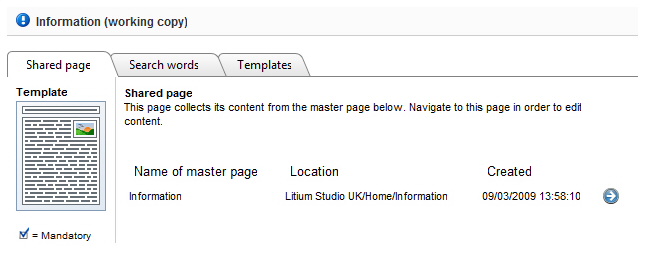 Information (working copy)
Shared page Search words Templates
Template
Shared page
This page collects its content from the master page below. Navigate to this page in order to edit
content.
Name of master page Location Created
Information Litium Studio UK/Home/Information 09/03/2009 13:58:10
= Mandatory